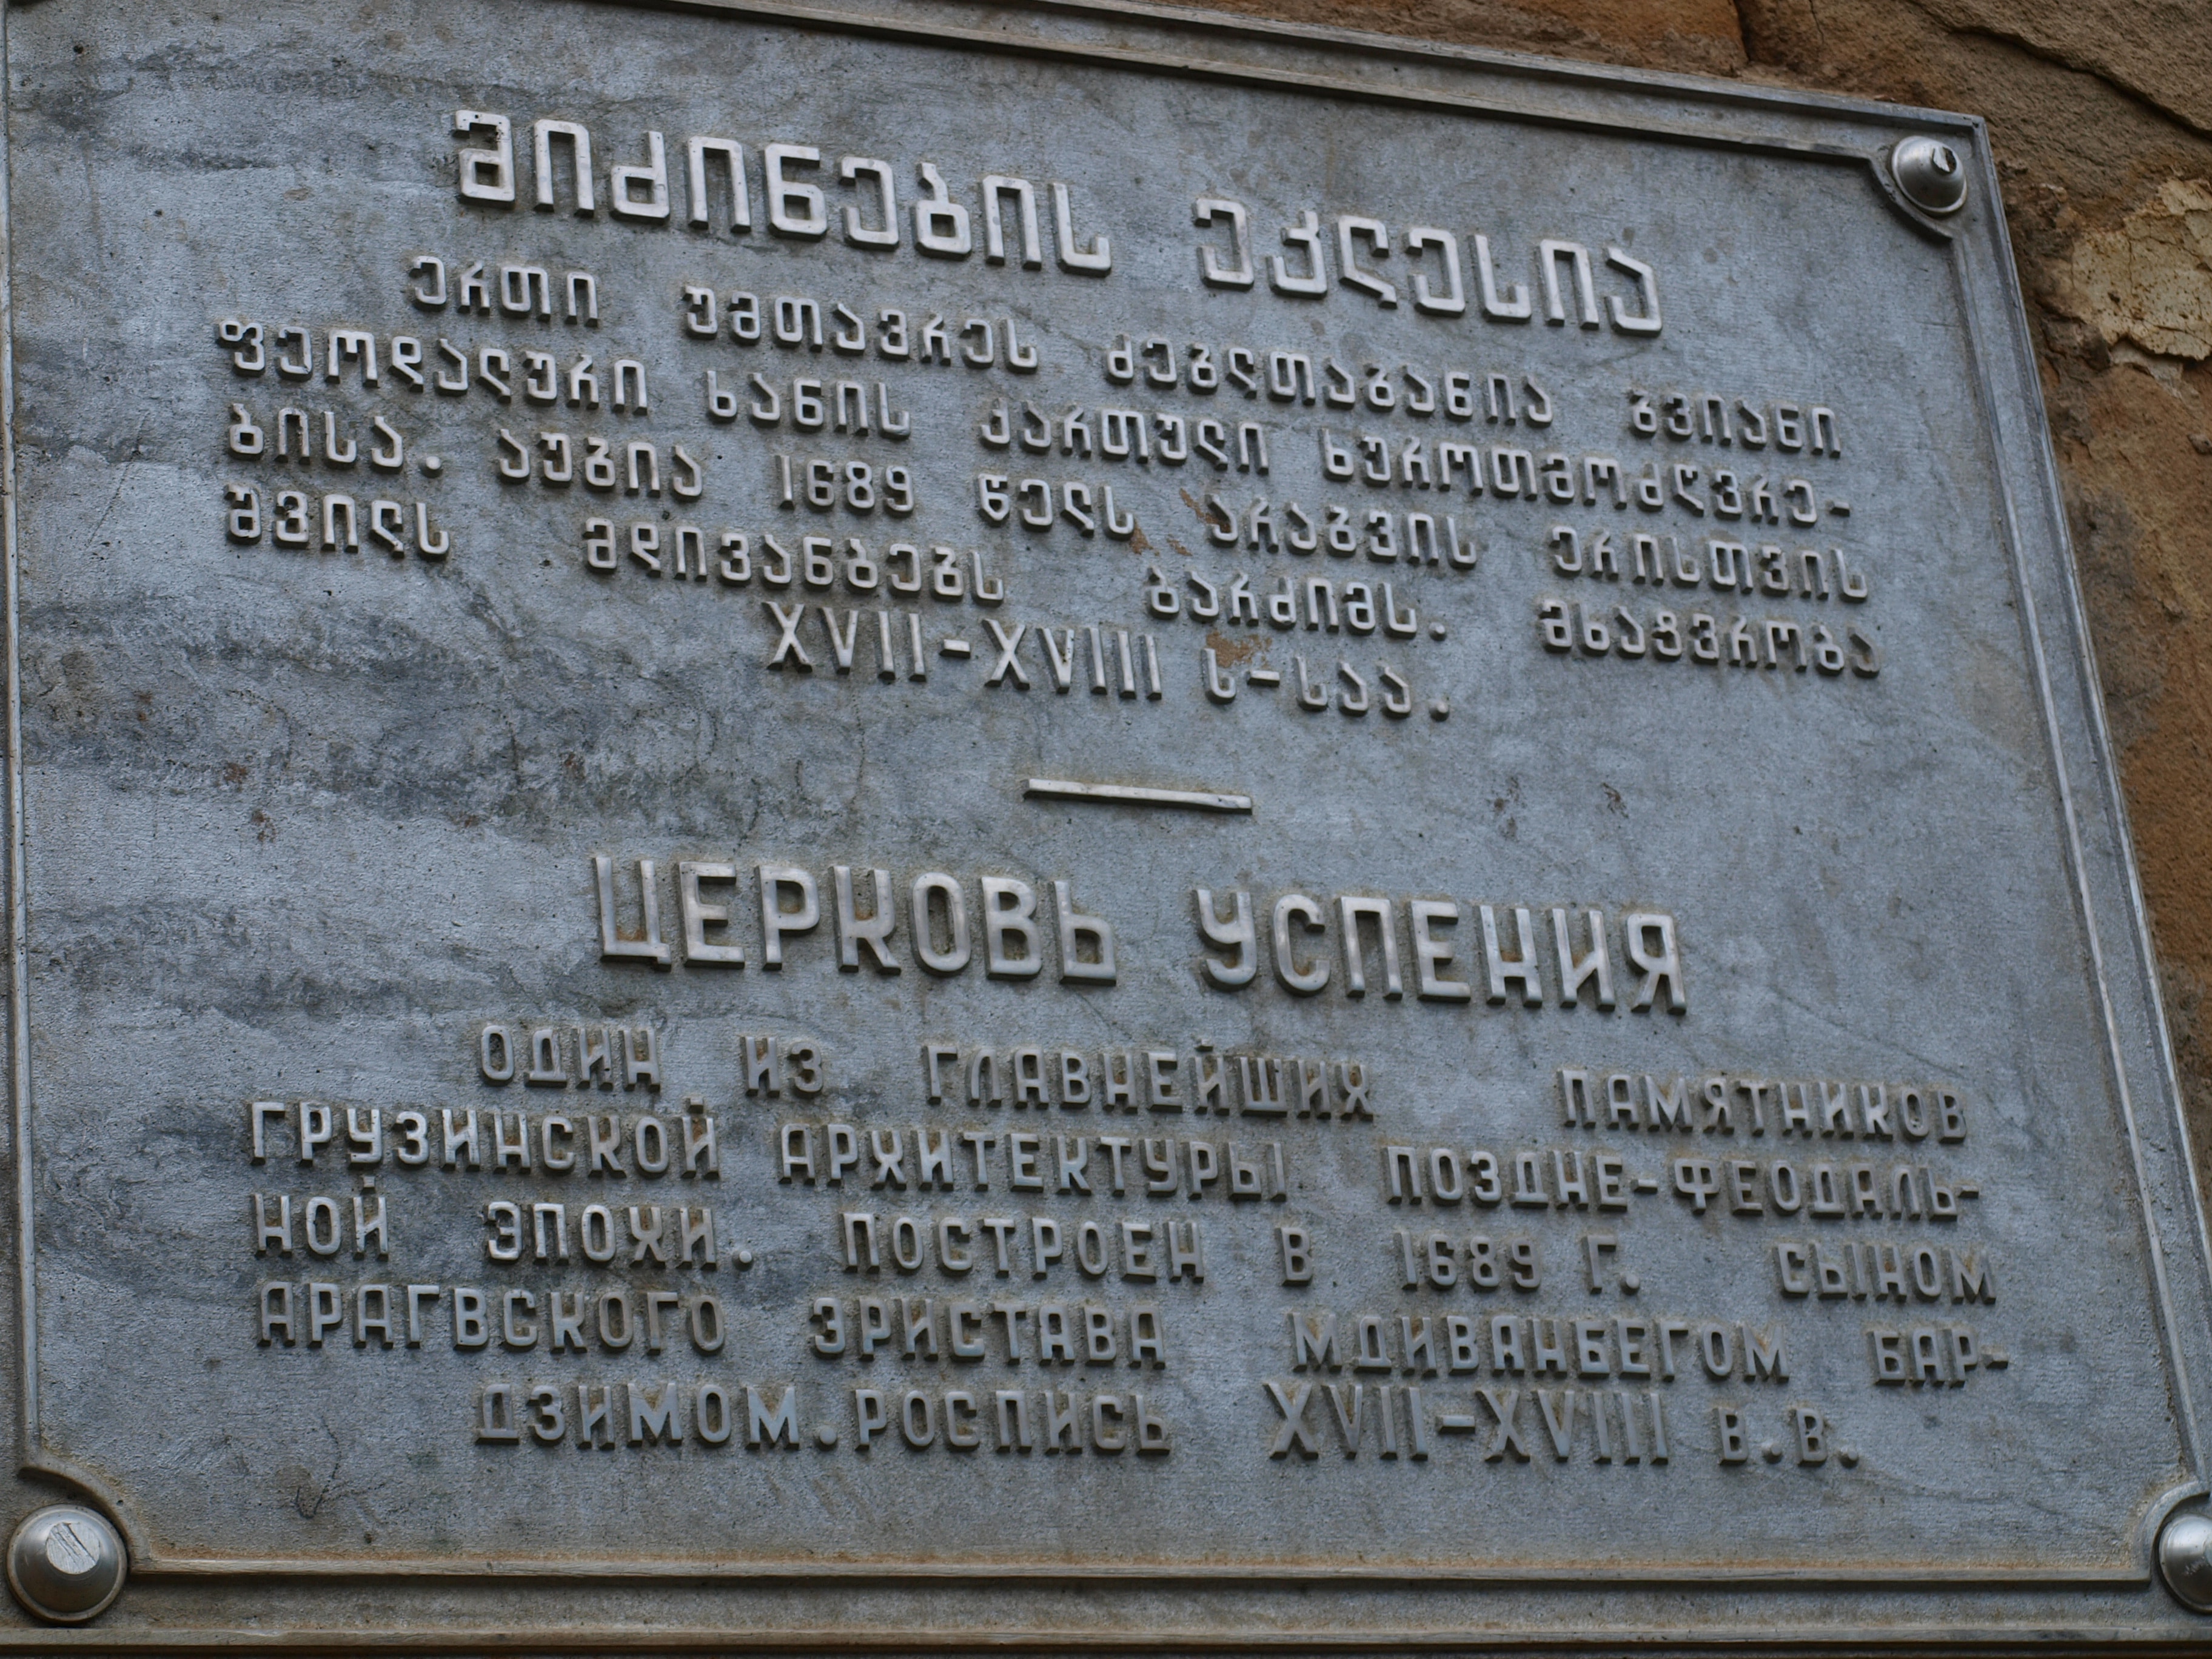 მიძინების ეკლესია
ერთი უმთავრეს ძეგლთაგანია გვიანი
ფეოდალური ხანის ქართული ხუროთმოძღვრე-
ბისა. აუგია 1689 წელს არაგვის ერისთვის
შვილს მდივანბეგს ბარძიმს. მხატვრობა
XVII-XVIII ს-საა.
ЦЕРКОВЬ УСПЕНИЯ
ОДИН ИЗ ГЛАВНЕЙШИХ ПАМЯТНИКОВ
ГРУЗИНСКОЙ АРХИТЕКТУРЫ ПОЗДНЕ-ФЕОДАЛЬ-
НОЙ ЭПОХИ. ПОСТРОЕН В 1689 Г. СЫНОМ
АРАГВСКОГО ЭРИСТАВА МДИВАНБЕГОМ БАР-
ДЗИМОМ. РОСПИСЬ XVII-XVIII В.В.